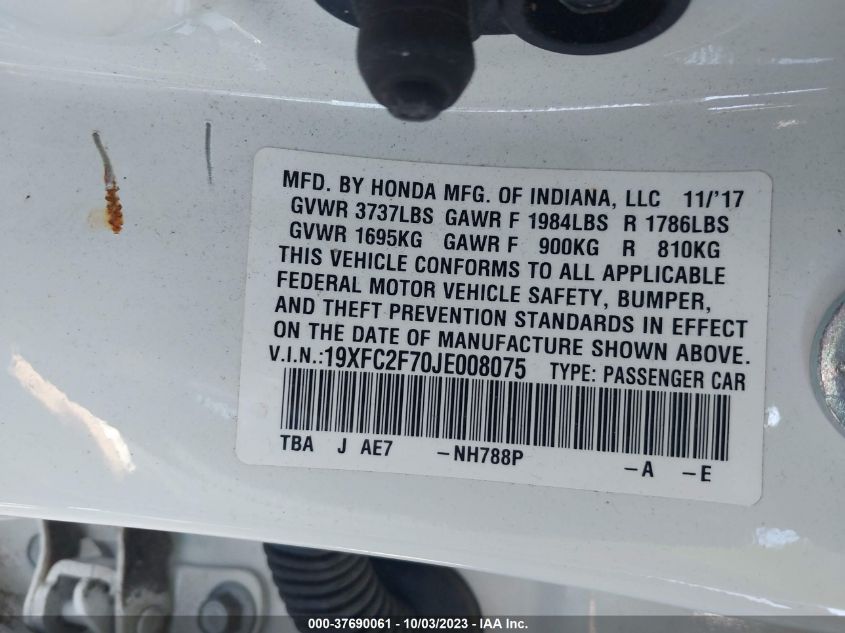 MFD. BY HONDA MFG. OF INDIANA, LLC 11/'17
GVWR 3737LBS GAWR F 1984LBS R 1786LBS
GVWR 1695KG GAWR F 900KG R 810KG
THIS VEHICLE CONFORMS TO ALL APPLICABLE
FEDERAL MOTOR VEHICLE SAFETY, BUMPER,
AND THEFT PREVENTION STANDARDS IN EFFECT
ON THE DATE OF MANUFACTURE SHOWN ABOVE.
V.I.N.:19XFC2F70JE008075 TYPE: PASSENGER CAR
TBA J AE7 -NH788P -A -E
000-37690061 - 10/03/2023 - IAA Inc.